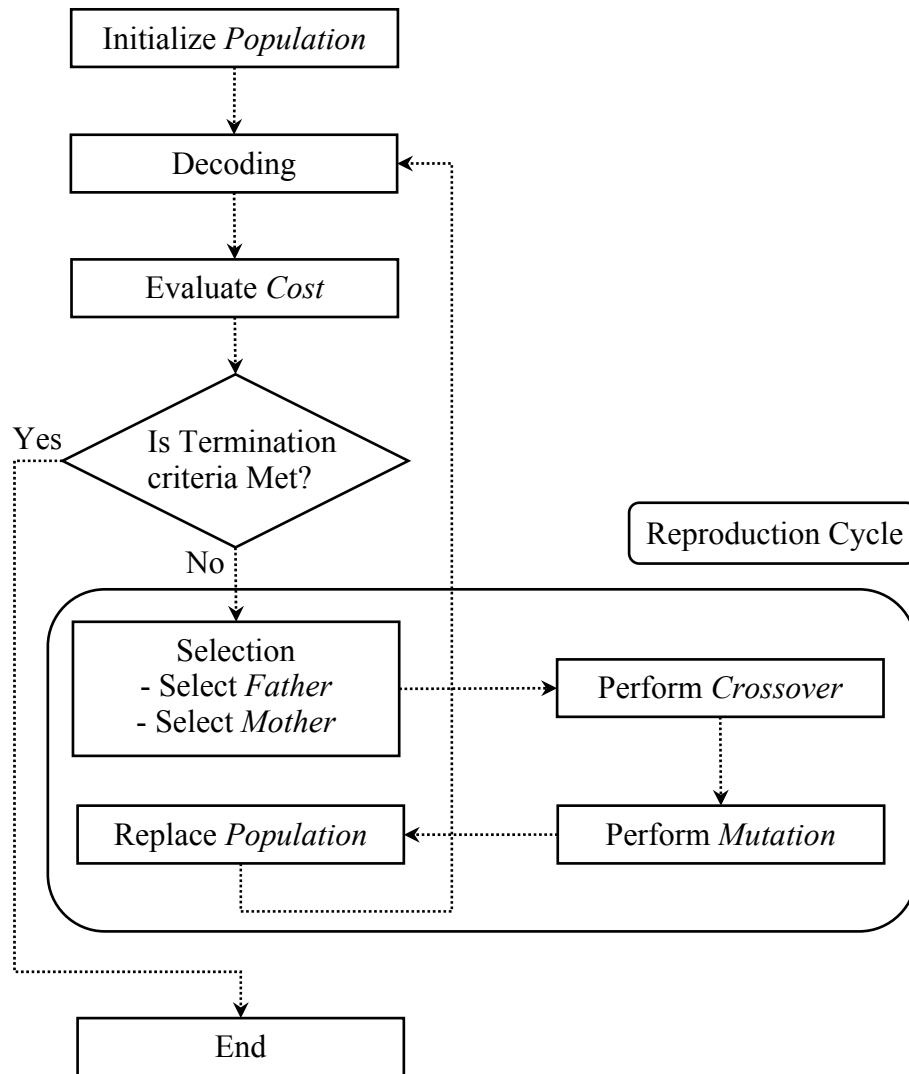 Initialize Population
Decoding
Evaluate Cost
Yes
Is Termination
criteria Met?
No
Reproduction Cycle
Selection
- Select Father
- Select Mother
Perform Crossover
Replace Population
Perform Mutation
End